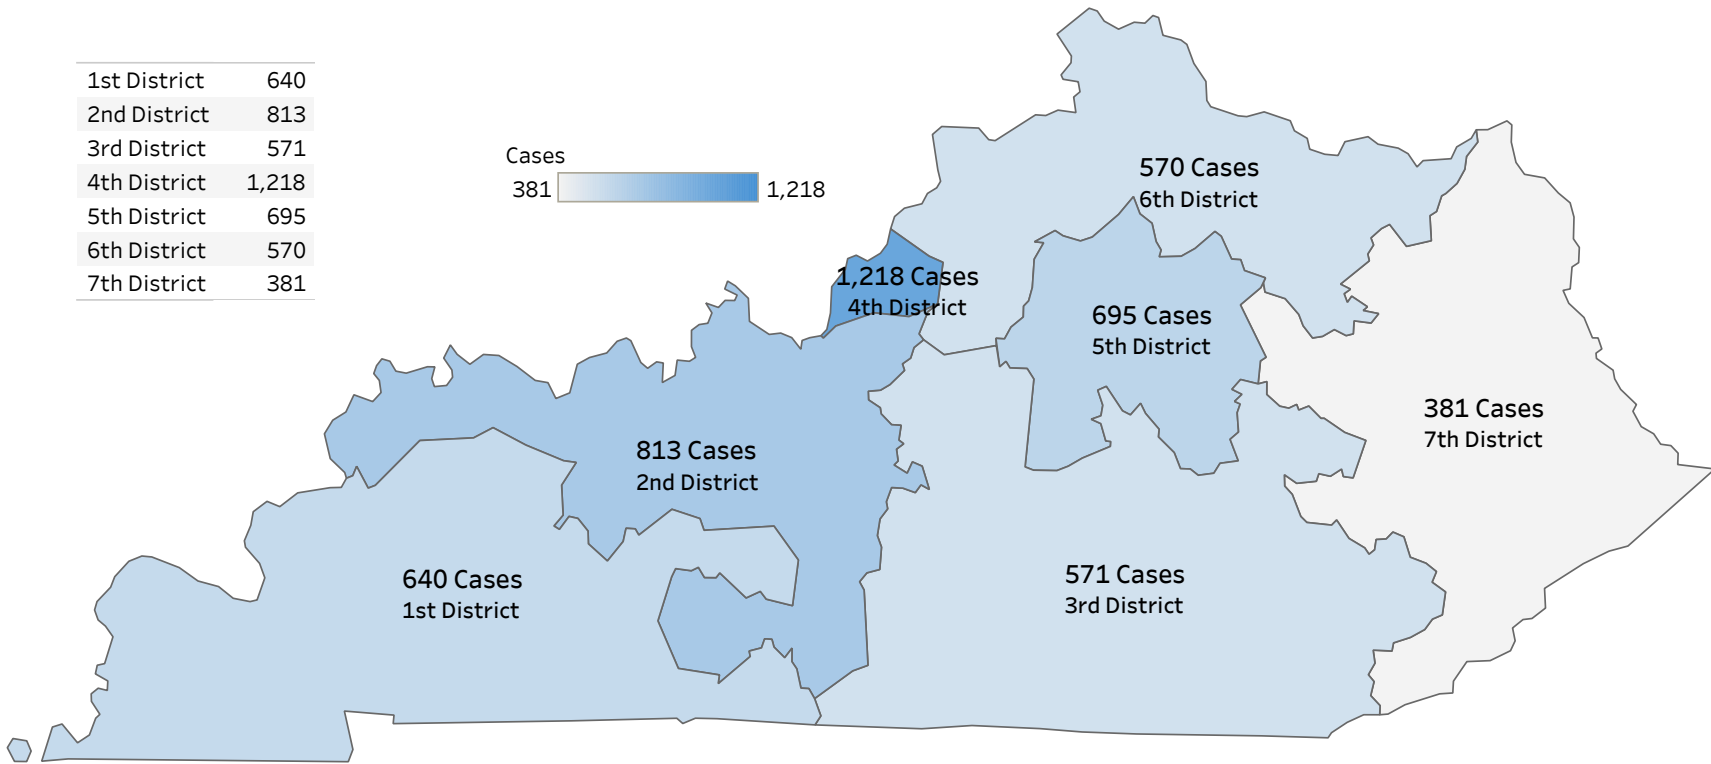 1st District 640
2nd District 813
3rd District 571
4th District 1,218
5th District 695
6th District 570
7th District 381
Cases
381 1,218
570 Cases
6th District
1,218 Cases
4th District
695 Cases
5th District
381 Cases
7th District
813 Cases
2nd District
640 Cases
1st District
571 Cases
3rd District